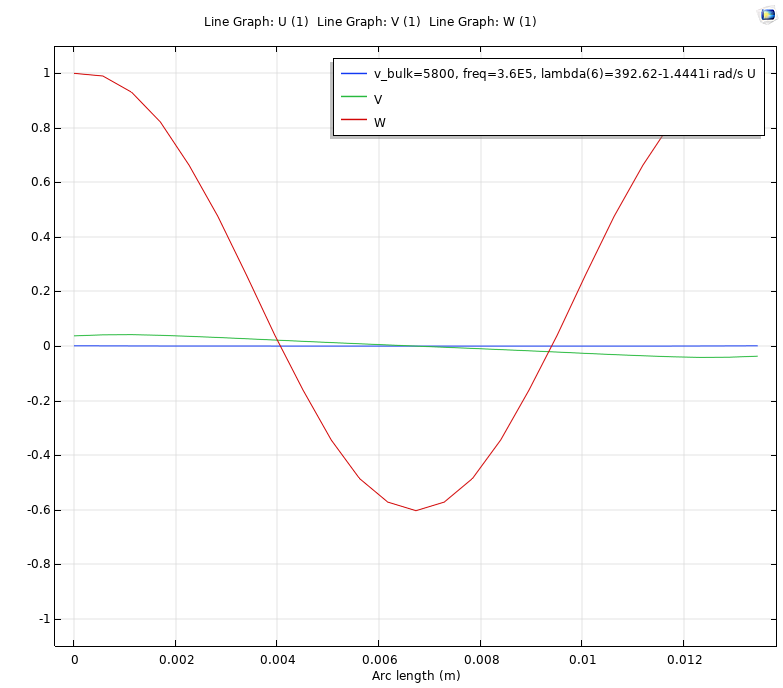 Line Graph: U (1)  Line Graph: V (1)  Line Graph: W (1)
v_bulk=5800, freq=3.6E5, lambda(6)=392.62-1.4441i rad/s U
V
W
1
0.8
0.6
0.4
0.2
0
-0.2
-0.4
-0.6
-0.8
-1
0 0.002 0.004 0.006 0.008 0.01 0.012
Arc length (m)